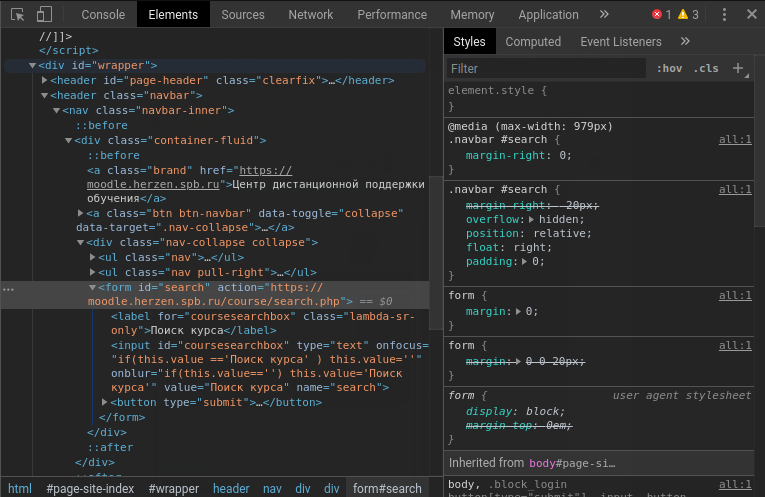 Console Elements Sources Network Performance Memory Application » 1 3
//]]>
</script>
<div id="wrapper">
<header id="page-header" class="clearfix">…</header>
<header class="navbar">
<nav class="navbar-inner">
::before
<div class="container-fluid">
::before
<a class="brand" href="https://
moodle.herzen.spb.ru">Центр дистанционной поддержки
обучения</a>
<a class="btn btn-navbar" data-toggle="collapse"
data-target=".nav-collapse">…</a>
<div class="nav-collapse collapse">
<ul class="nav">…</ul>
<ul class="nav pull-right">…</ul>
… <form id="search" action="https://
moodle.herzen.spb.ru/course/search.php"> == $0
<label for="coursesearchbox" class="lambda-sr-
only">Поиск курса</label>
<input id="coursesearchbox" type="text" onfocus=
"if(this.value =='Поиск курса' ) this.value=''"
onblur="if(this.value=='') this.value='Поиск
курса'" value="Поиск курса" name="search">
<button type="submit">…</button>
</form>
</div>
::after
</div>
::after
html #page-site-index #wrapper header nav div div form#search
Styles Computed Event Listeners »
Filter :hov .cls +
element.style {
}
@media (max-width: 979px)
.navbar #search { all:1
margin-right: 0;
}
.navbar #search { all:1
margin-right: -20px;
overflow: hidden;
position: relative;
float: right;
padding: 0;
}
form { all:1
margin: 0;
}
form { all:1
margin: 0 0 20px;
}
form { user agent stylesheet
display: block;
margin-top: 0em;
}
Inherited from body#page-si…
body, .block_login all:1
button[type="submit"], input, button,